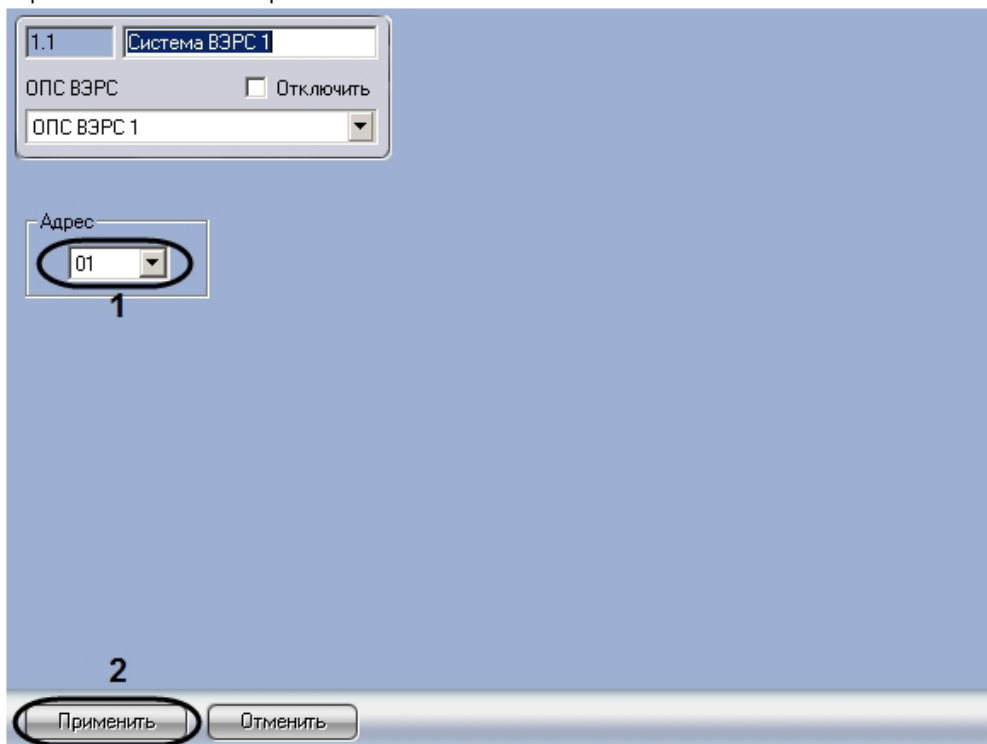 1.1 Система ВЭРС 1
ОПС ВЭРС Отключить
ОПС ВЭРС 1
Адрес
01
1
2
Применить Отменить